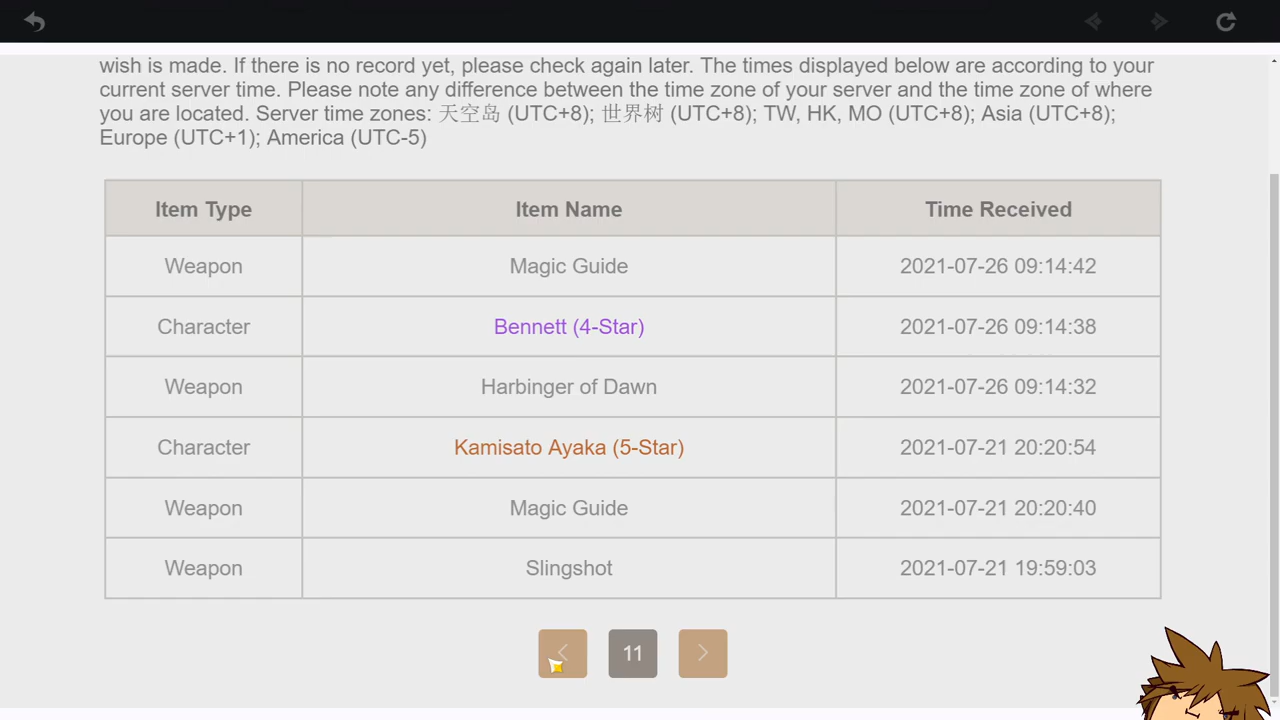 wish is made. If there is no record yet, please check again later. The times displayed below are according to your
current server time. Please note any difference between the time zone of your server and the time zone of where
you are located. Server time zones: 天空岛 (UTC+8); 世界树 (UTC+8); TW, HK, MO (UTC+8); Asia (UTC+8);
Europe (UTC+1); America (UTC-5)
Item Type Item Name Time Received
Weapon Magic Guide 2021-07-26 09:14:42
Character Bennett (4-Star) 2021-07-26 09:14:38
Weapon Harbinger of Dawn 2021-07-26 09:14:32
Character Kamisato Ayaka (5-Star) 2021-07-21 20:20:54
Weapon Magic Guide 2021-07-21 20:20:40
Weapon Slingshot 2021-07-21 19:59:03
11